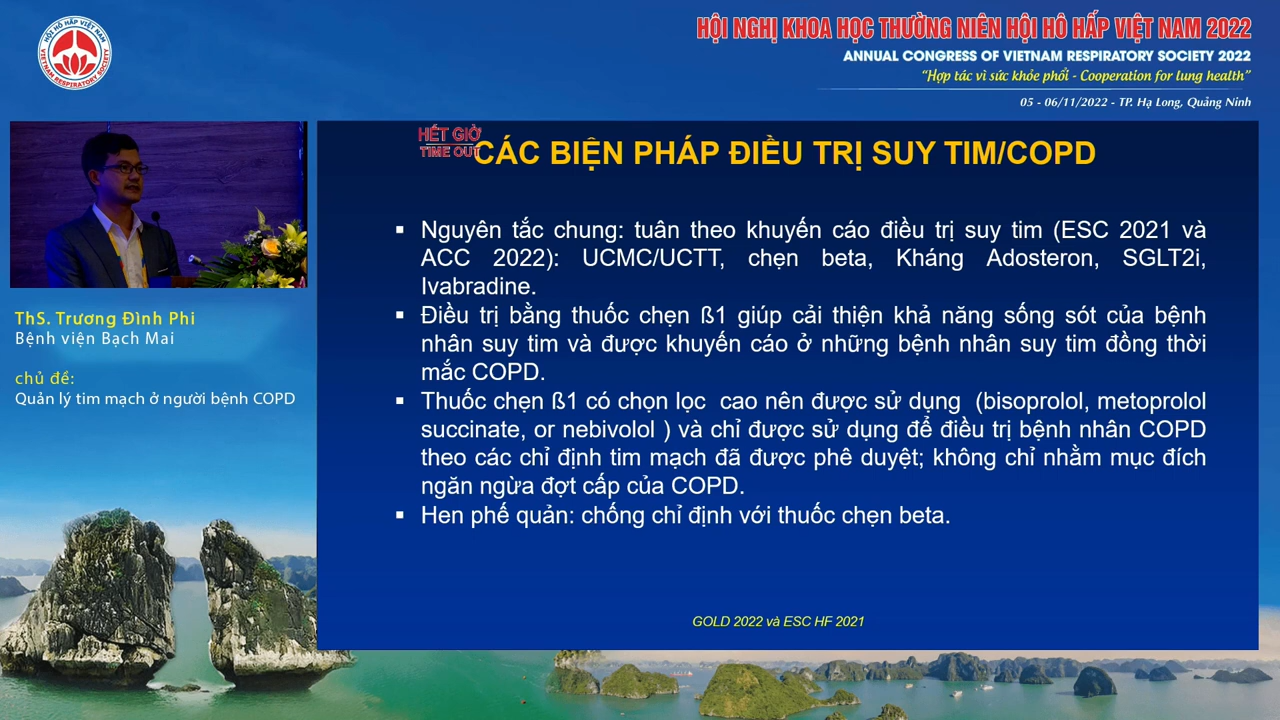 HỘI HÔ HẤP VIỆT NAM
VIETNAM RESPIRATORY SOCIETY
HỘI NGHỊ KHOA HỌC THƯỜNG NIÊN HỘI HÔ HẤP VIỆT NAM 2022
ANNUAL CONGRESS OF VIETNAM RESPIRATORY SOCIETY 2022
“Hợp tác vì sức khỏe phổi - Cooperation for lung health”
05 - 06/11/2022 - TP. Hạ Long, Quảng Ninh
HẾT GIỜ
TIME OUT
CÁC BIỆN PHÁP ĐIỀU TRỊ SUY TIM/COPD
▪ Nguyên tắc chung: tuân theo khuyến cáo điều trị suy tim (ESC 2021 và
ACC 2022): UCMC/UCTT, chẹn beta, Kháng Adosteron, SGLT2i,
Ivabradine.
▪ Điều trị bằng thuốc chẹn ß1 giúp cải thiện khả năng sống sót của bệnh
nhân suy tim và được khuyến cáo ở những bệnh nhân suy tim đồng thời
mắc COPD.
▪ Thuốc chẹn ß1 có chọn lọc cao nên được sử dụng (bisoprolol, metoprolol
succinate, or nebivolol ) và chỉ được sử dụng để điều trị bệnh nhân COPD
theo các chỉ định tim mạch đã được phê duyệt; không chỉ nhằm mục đích
ngăn ngừa đợt cấp của COPD.
▪ Hen phế quản: chống chỉ định với thuốc chẹn beta.
GOLD 2022 và ESC HF 2021
ThS. Trương Đình Phi
Bệnh viện Bạch Mai
chủ đề:
Quản lý tim mạch ở người bệnh COPD